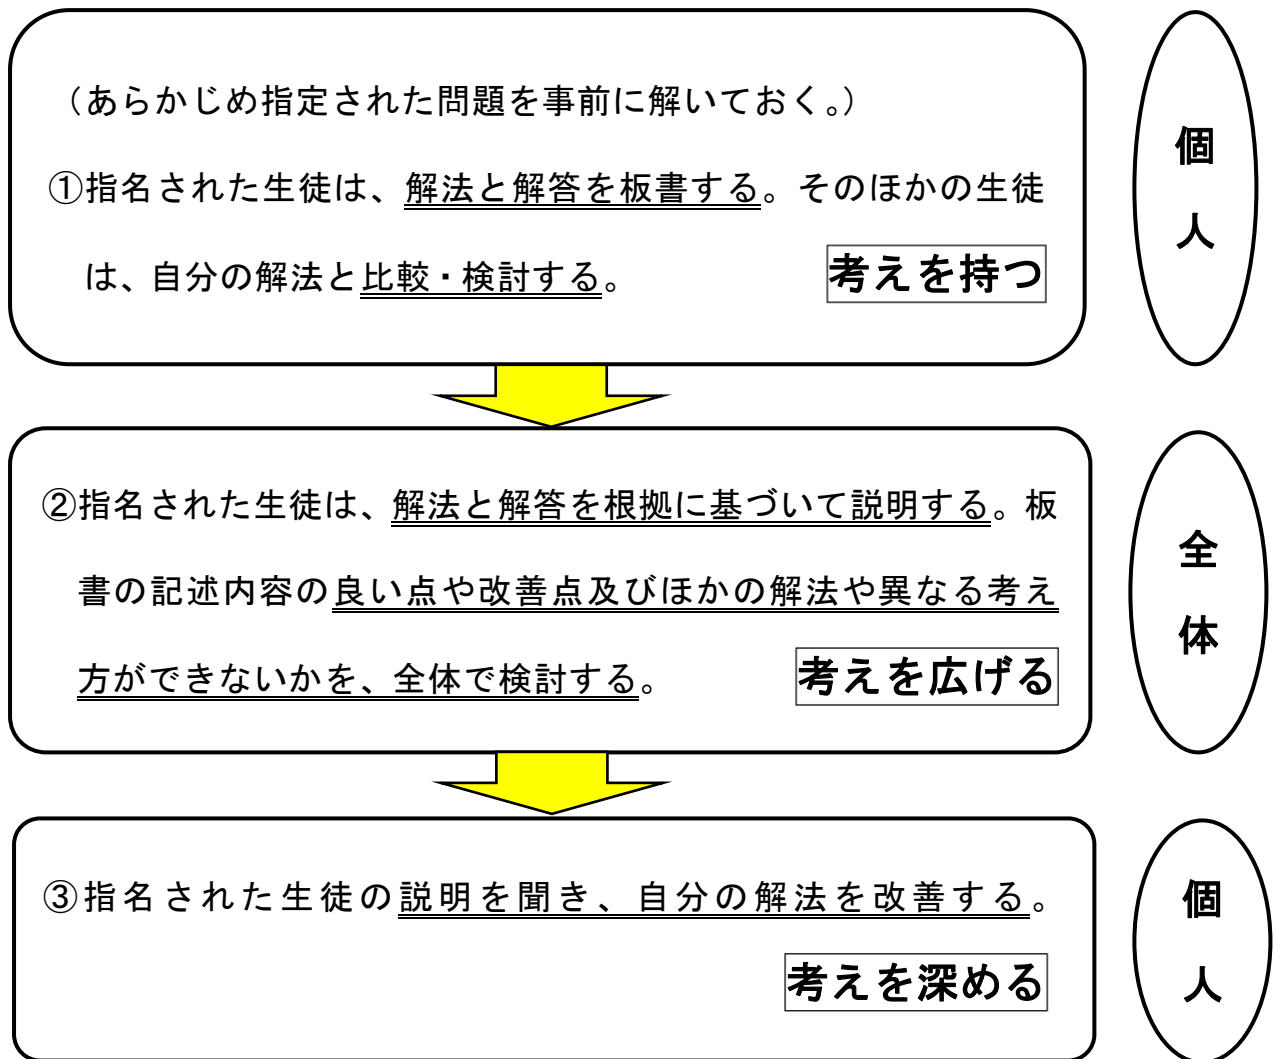 （あらかじめ指定された問題を事前に解いておく。）
①指名された生徒は、解法と解答を板書する。そのほかの生徒
は、自分の解法と比較・検討する。
考えを持つ
個
人
②指名された生徒は、解法と解答を根拠に基づいて説明する。板
書の記述内容の良い点や改善点及びほかの解法や異なる考え
方ができないかを、全体で検討する。
考えを広げる
全
体
③指名された生徒の説明を聞き、自分の解法を改善する。
考えを深める
個
人